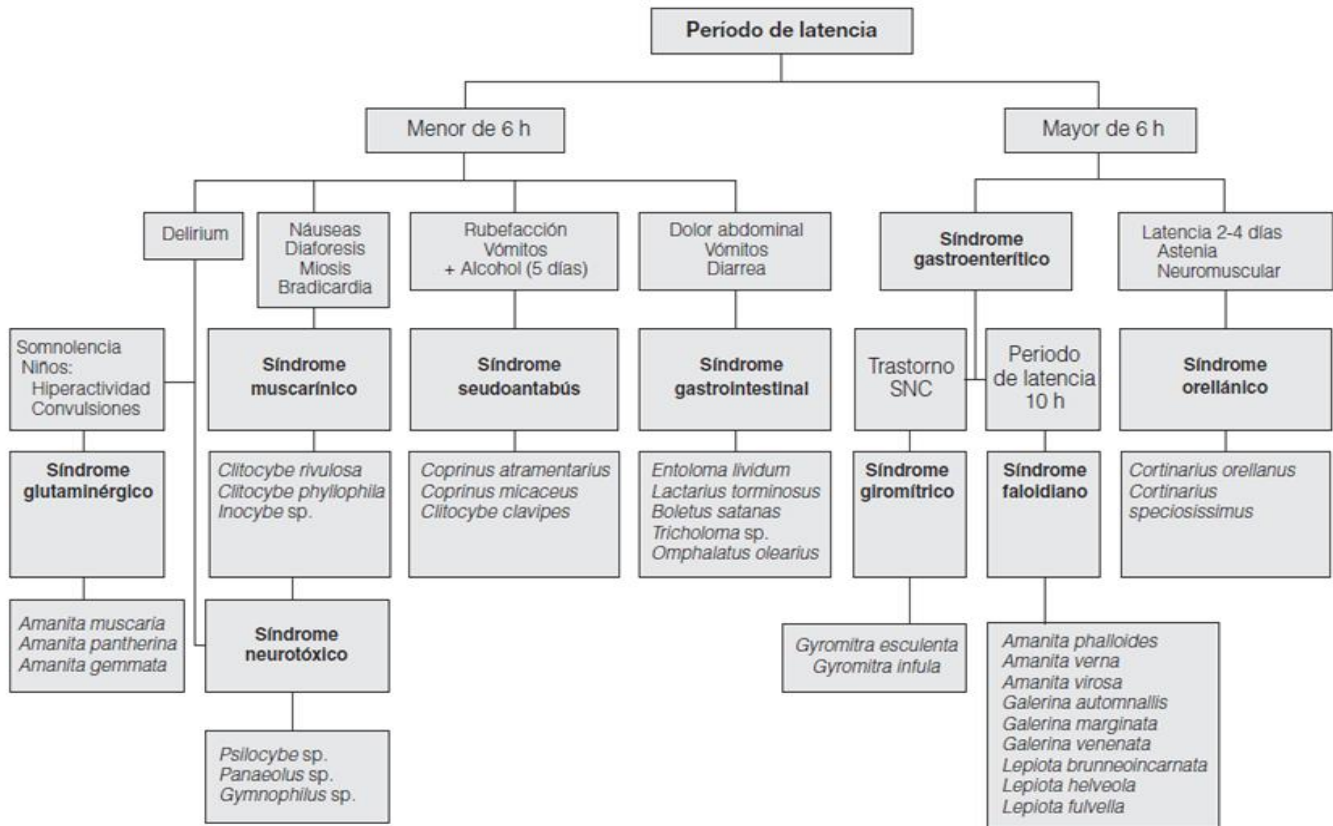 Período de latencia
Menor de 6 h
Mayor de 6 h
Delirium
Náuseas
Diaforesis
Miosis
Bradicardia
Rubefacción
Vómitos
+ Alcohol (5 días)
Dolor abdominal
Vómitos
Diarrea
Síndrome
gastroenterítico
Latencia 2-4 días
Astenia
Neuromuscular
Somnolencia
Niños:
Hiperactividad
Convulsiones
Síndrome
muscarínico
Síndrome
seudoantabús
Síndrome
gastrointestinal
Trastorno
SNC
Periodo
de latencia
10 h
Síndrome
orellánico
Síndrome
glutaminérgico
Clitocybe rivulosa
Clitocybe phyllophila
Inocybe sp.
Coprinus atramentarius
Coprinus micaceus
Clitocybe clavipes
Entoloma lividum
Lactarius torminosus
Boletus satanas
Tricholoma sp.
Omphalatus olearius
Síndrome
giromítrico
Síndrome
faloidiano
Cortinarius orellanus
Cortinarius
speciosissimus
Amanita muscaria
Amanita pantherina
Amanita gemmata
Síndrome
neurotóxico
Gyromitra esculenta
Gyromitra infula
Amanita phalloides
Amanita verna
Amanita virosa
Galerina automnallis
Galerina marginata
Galerina venenata
Lepiota brunneoincarnata
Lepiota helveola
Lepiota fulvella
Psilocybe sp.
Panaeolus sp.
Gymnophilus sp.